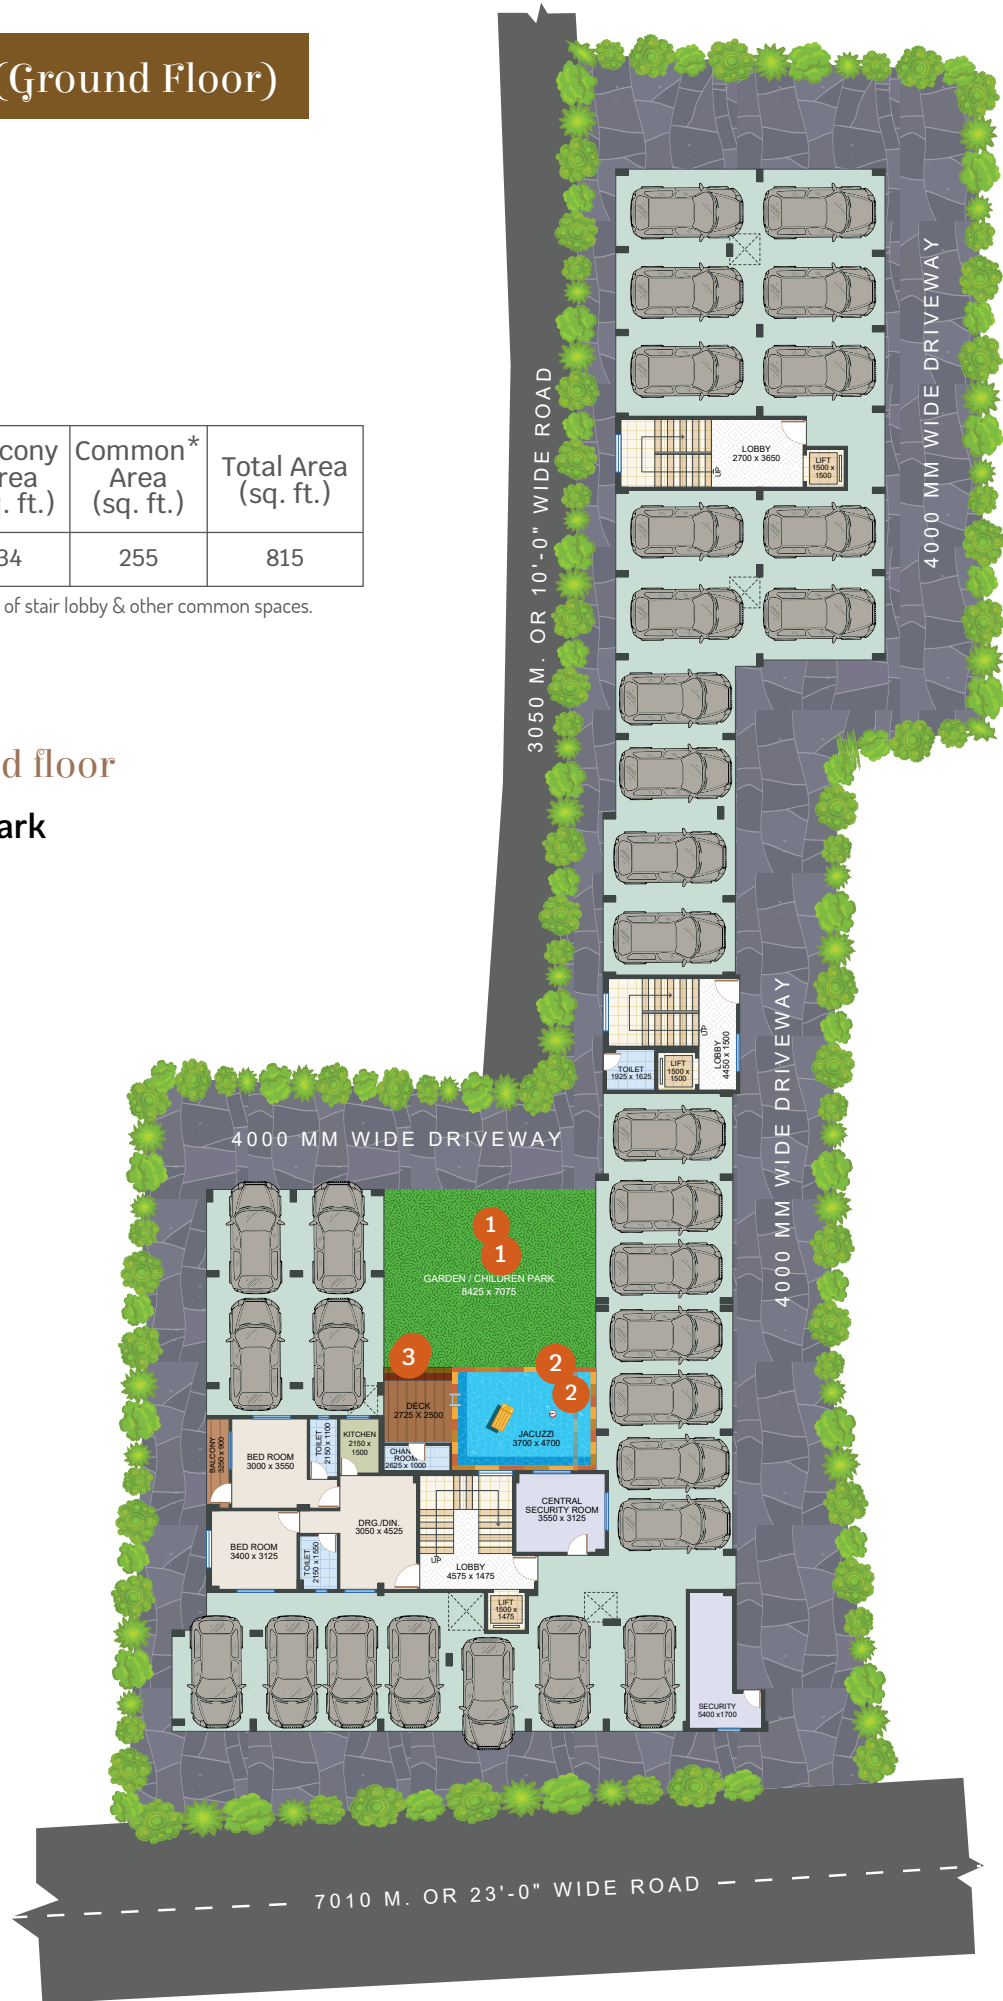 (Ground Floor)
Common*
Area
(sq. ft.)
Total Area
(sq. ft.)
34
255
815
of stair lobby & other common spaces.
floor
3050 M. OR 10'-0" WIDE ROAD
4000 MM WIDE DRIVEWAY
LOBBY
2700 x 3650
UP
LIFT
1500 x
1500
UP
LOBBY
4450 x 1500
TOILET
1925 x 1625
LIFT
1500 x
1500
4000 MM WIDE DRIVEWAY
4000 MM WIDE DRIVEWAY
1
1
GARDEN / CHILDREN PARK
8425 x 7075
3
2
2
DECK
2725 X 2500
JACUZZI
3700 x 4700
ROOM
2625 x 1000
BALCONY
3250 x 900
BED ROOM
3000 x 3550
TOILET
2150 x 1100
KITCHEN
2150 x
1500
DRG./DIN.
3050 x 4525
BED ROOM
3400 x 3125
TOILET
2150 x 1550
UP
LOBBY
4575 x 1475
CENTRAL
SECURITY ROOM
3550 x 3125
LIFT
1500 x
1475
SECURITY
5400 x1700
7010 M. OR 23'-0" WIDE ROAD